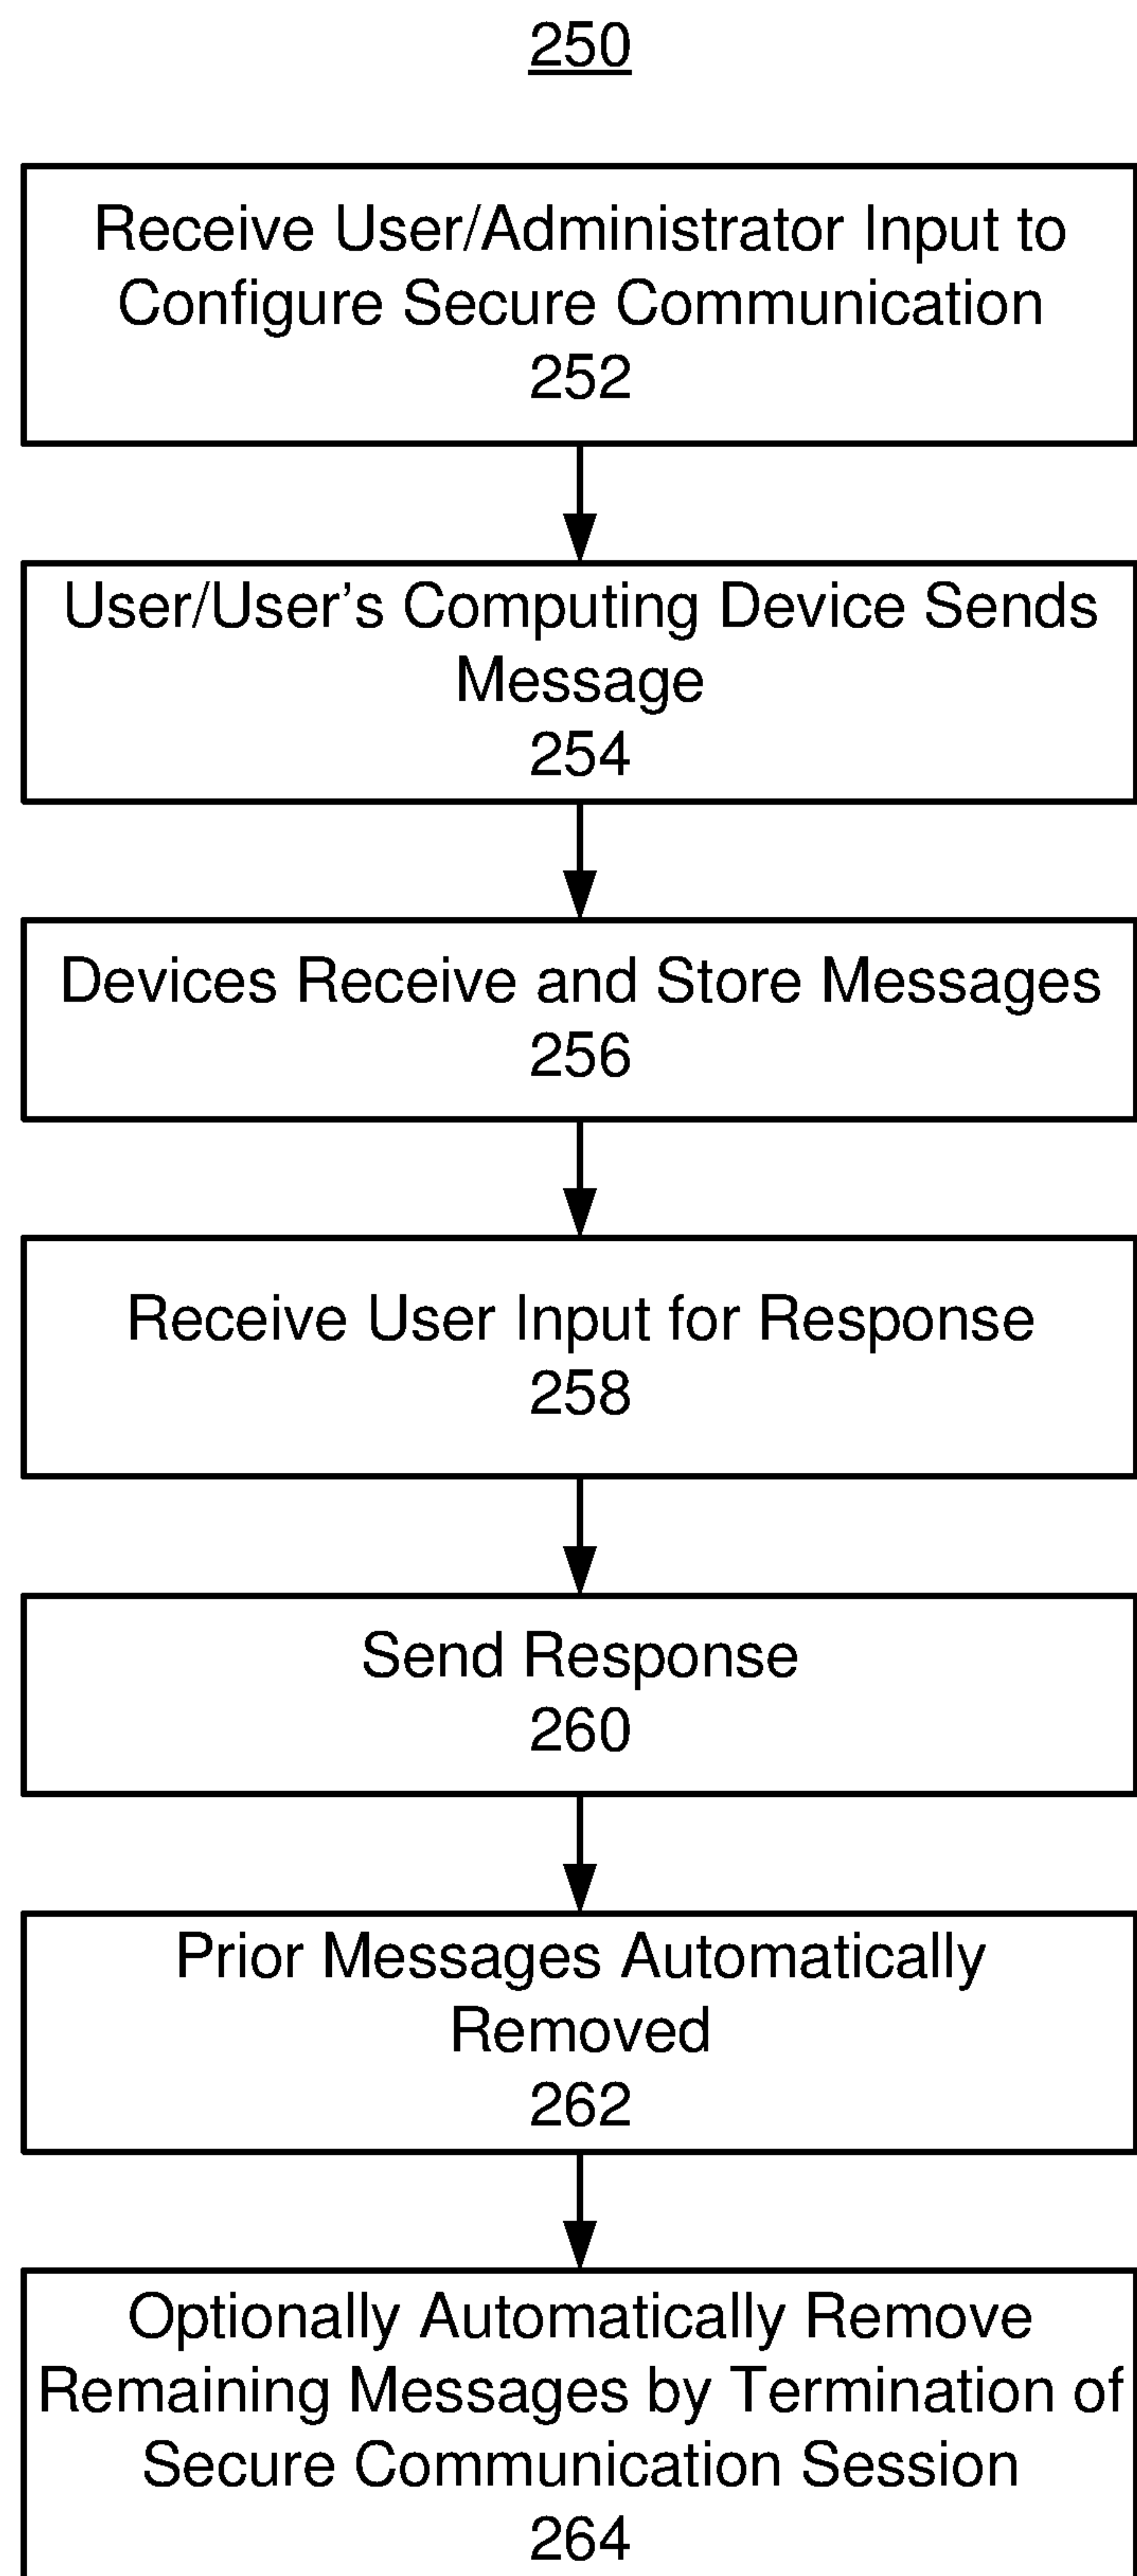 250
Receive User/Administrator Input to
Configure Secure Communication
252
User/User's Computing Device Sends
Message
254
Devices Receive and Store Messages
256
Receive User Input for Response
258
Send Response
260
Prior Messages Automatically
Removed
262
Optionally Automatically Remove
Remaining Messages by Termination of
Secure Communication Session
264